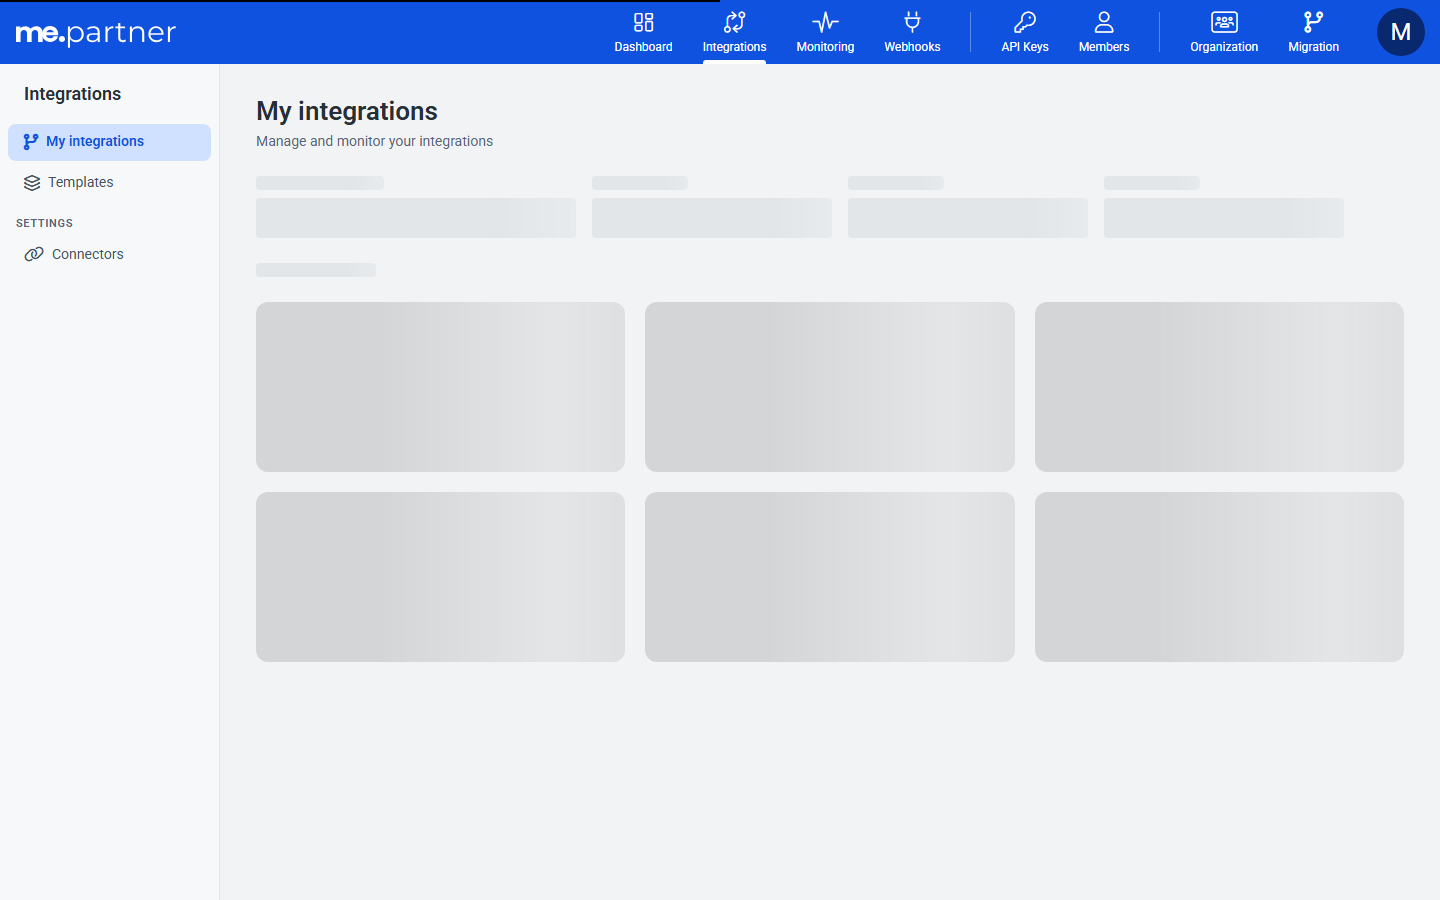 me.partner
Dashboard
Integrations
Monitoring
Webhooks
API Keys
Members
Organization
Migration
M
Integrations
My integrations
Templates
SETTINGS
Connectors
My integrations
Manage and monitor your integrations